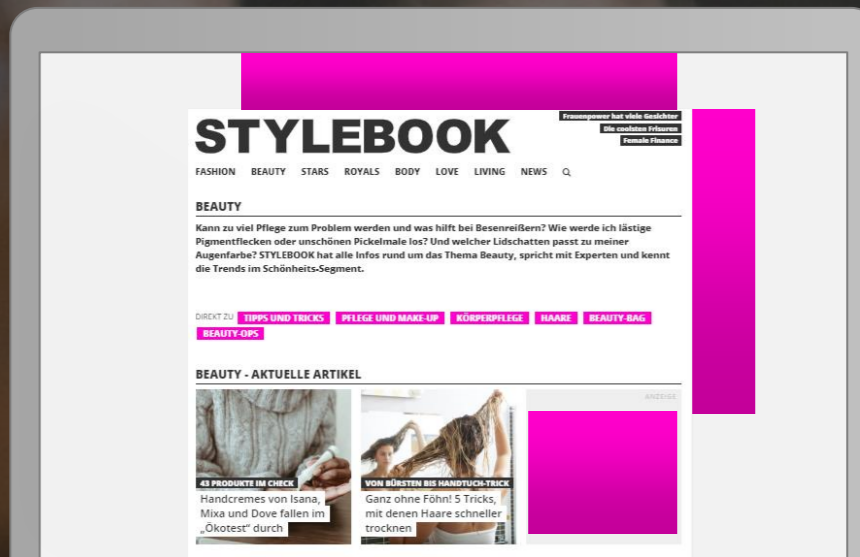 STYLEBOOK
Frauenpower hat viele Gesichter
Die coolsten Frisuren
Female Finance
FASHION BEAUTY STARS ROYALS BODY LOVE LIVING NEWS
BEAUTY
Kann zu viel Pflege zum Problem werden und was hilft bei Besenreißern? Wie werde ich lästige
Pigmentflecken oder unschönen Pickelmale los? Und welcher Lidschatten passt zu meiner
Augenfarbe? STYLEBOOK hat alle Infos rund um das Thema Beauty, spricht mit Experten und kennt
die Trends im Schönheits-Segment.
DIREKT ZU TIPPS UND TRICKS PFLEGE UND MAKE-UP KÖRPERPFLEGE HAARE BEAUTY-BAG
BEAUTY-OPS
BEAUTY - AKTUELLE ARTIKEL
ANZEIGE
43 PRODUKTE IM CHECK
Handcremes von Isana,
Mixa und Dove fallen im
„Ökotest“ durch
VON BÜRSTEN BIS HANDTUCH-TRICK
Ganz ohne Föhn! 5 Tricks,
mit denen Haare schneller
trocknen